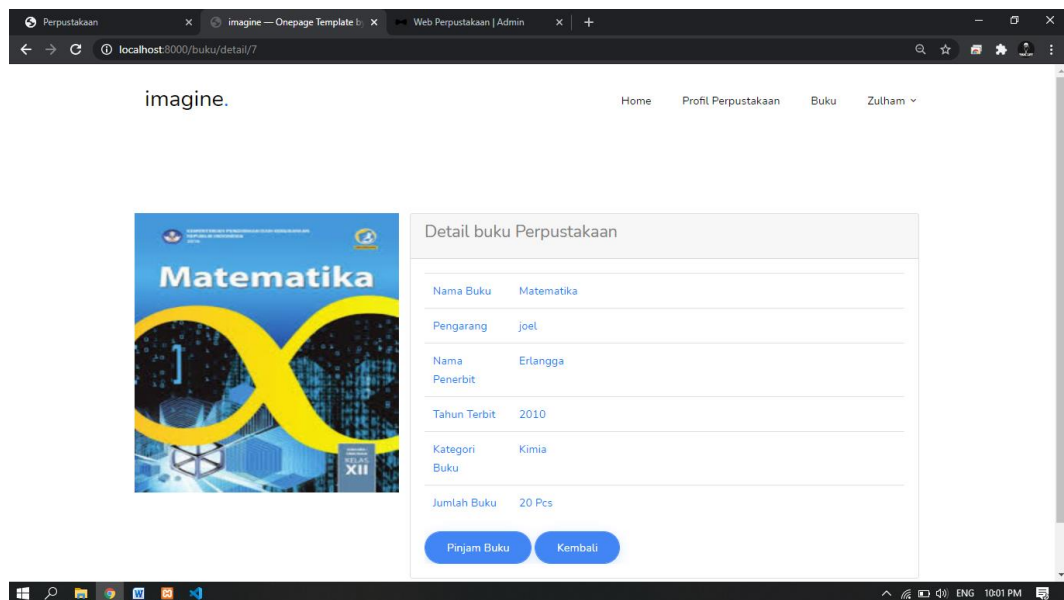 Perpustakaan
imagine — Onepage Template b
Web Perpustakaan | Admin
localhost:8000/buku/detail/7
imagine.
Home Profil Perpustakaan Buku Zulham
Detail buku Perpustakaan
Matematika
KELAS
XII
Nama Buku Matematika
Pengarang joel
Nama Penerbit Erlangga
Tahun Terbit 2010
Kategori Buku Kimia
Jumlah Buku 20 Pcs
Pinjam Buku Kembali
ENG 10:01 PM